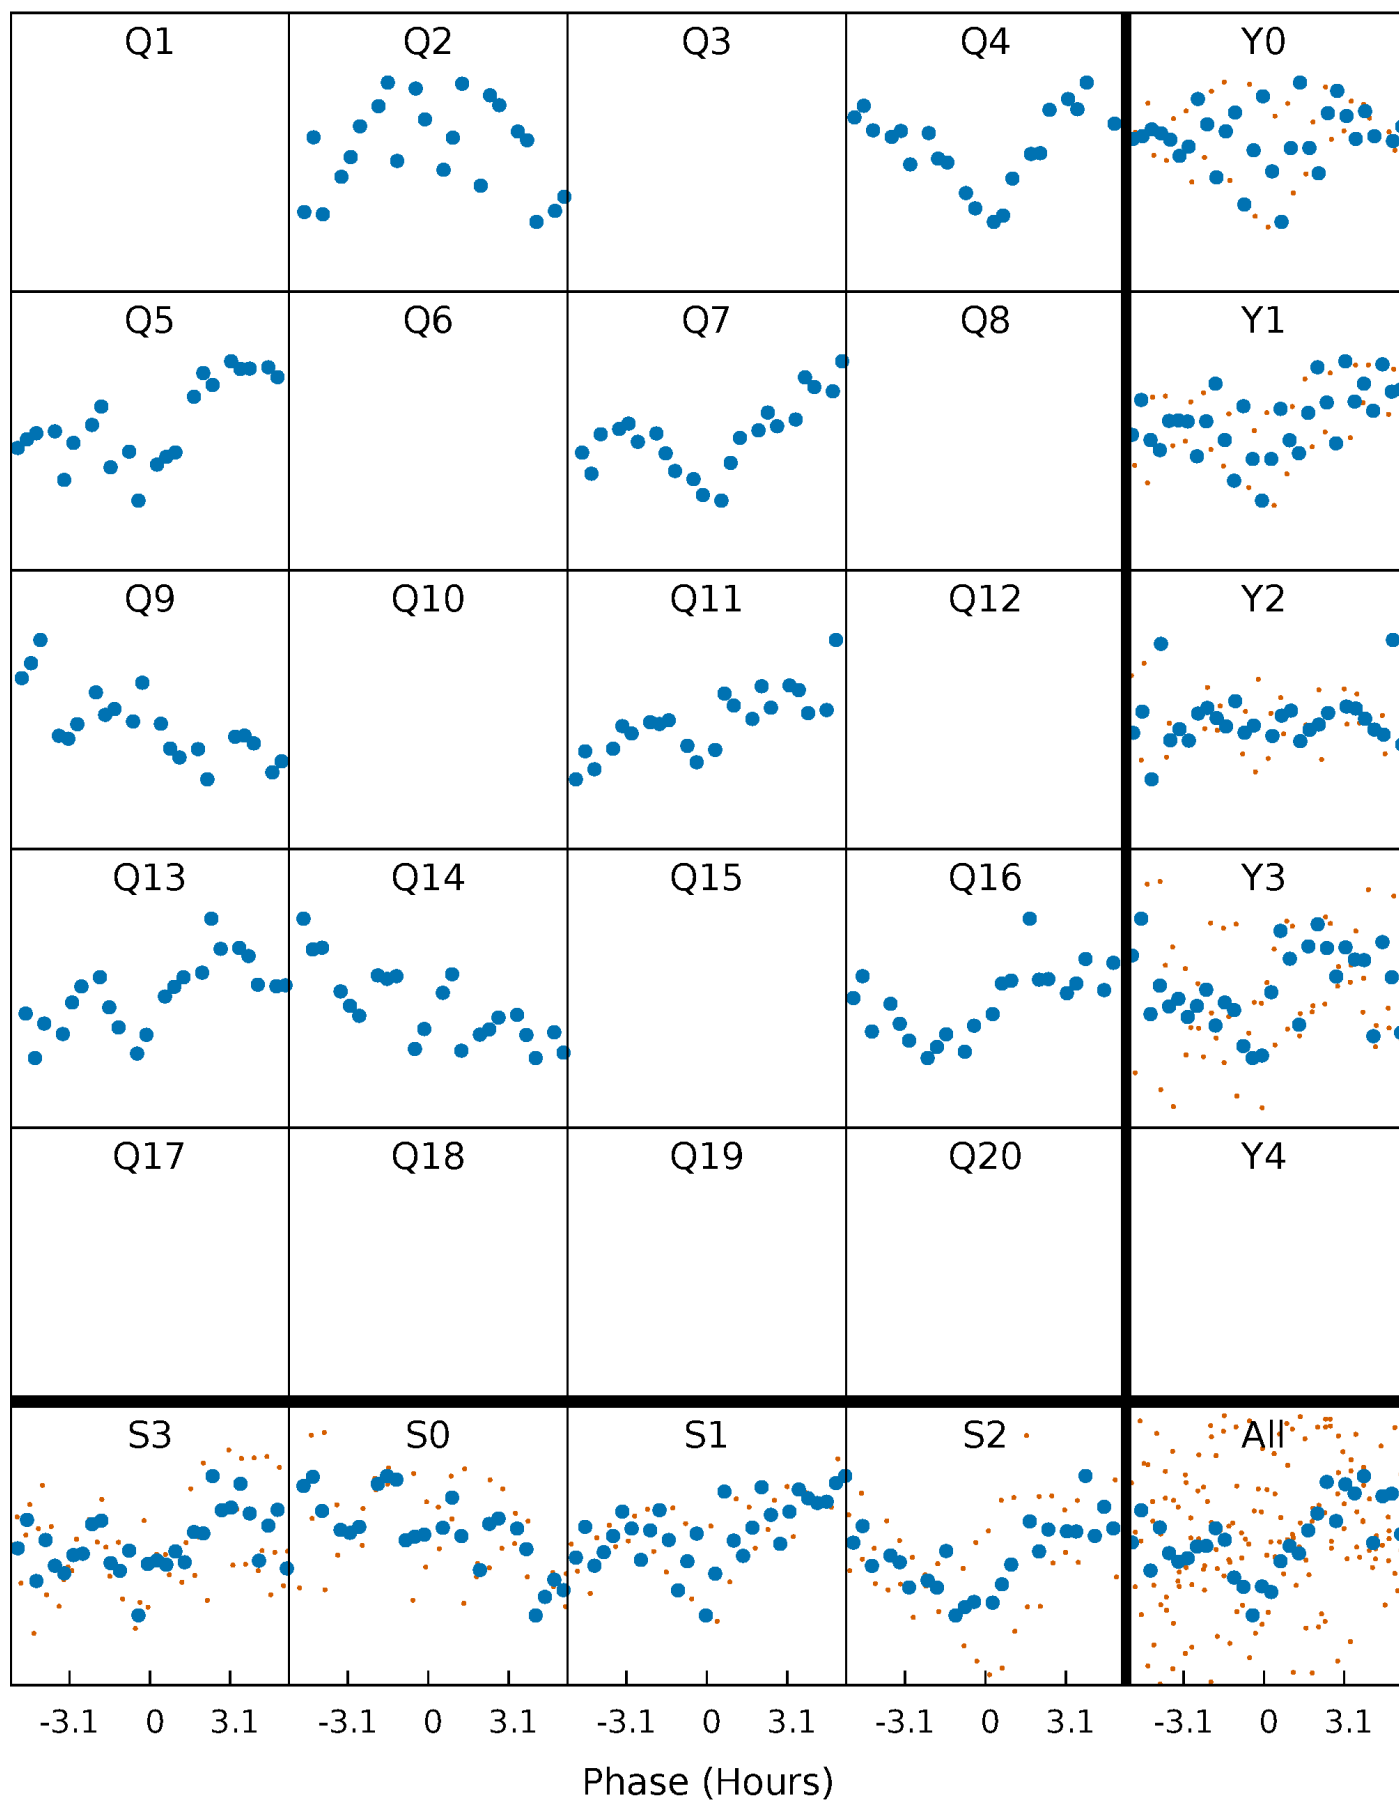 Q1 Q2 Q3 Q4 Y0
Q5 Q6 Q7 Q8 Y1
Q9 Q10 Q11 Q12 Y2
Q13 Q14 Q15 Q16 Y3
Q17 Q18 Q19 Q20 Y4
S3 S0 S1 S2 All
-3.1 0 3.1 -3.1 0 3.1 -3.1 0 3.1 -3.1 0 3.1 -3.1 0 3.1
Phase (Hours)